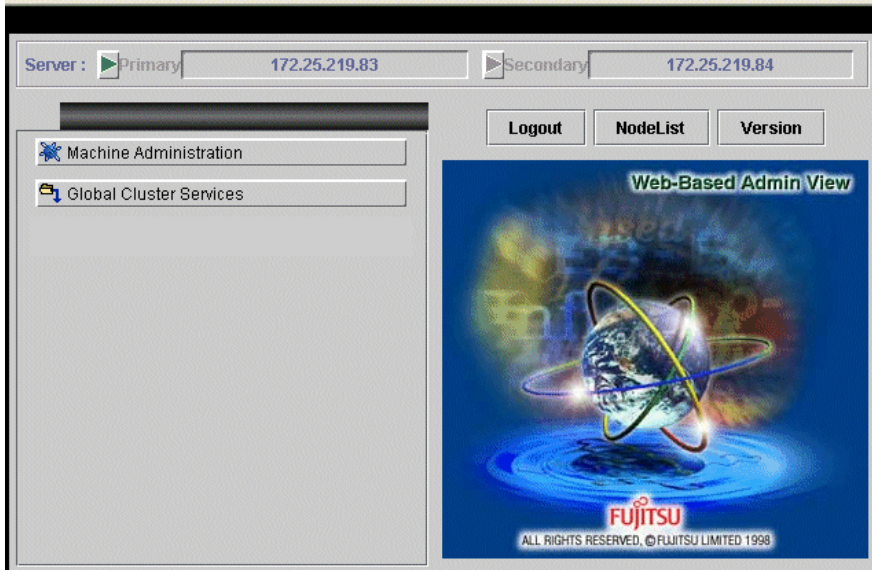 Server : Primary 172.25.219.83 Secondary 172.25.219.84
Logout NodeList Version
Machine Administration
Global Cluster Services
Web-Based Admin View
FUJITSU
ALL RIGHTS RESERVED, © FUJITSU LIMITED 1998